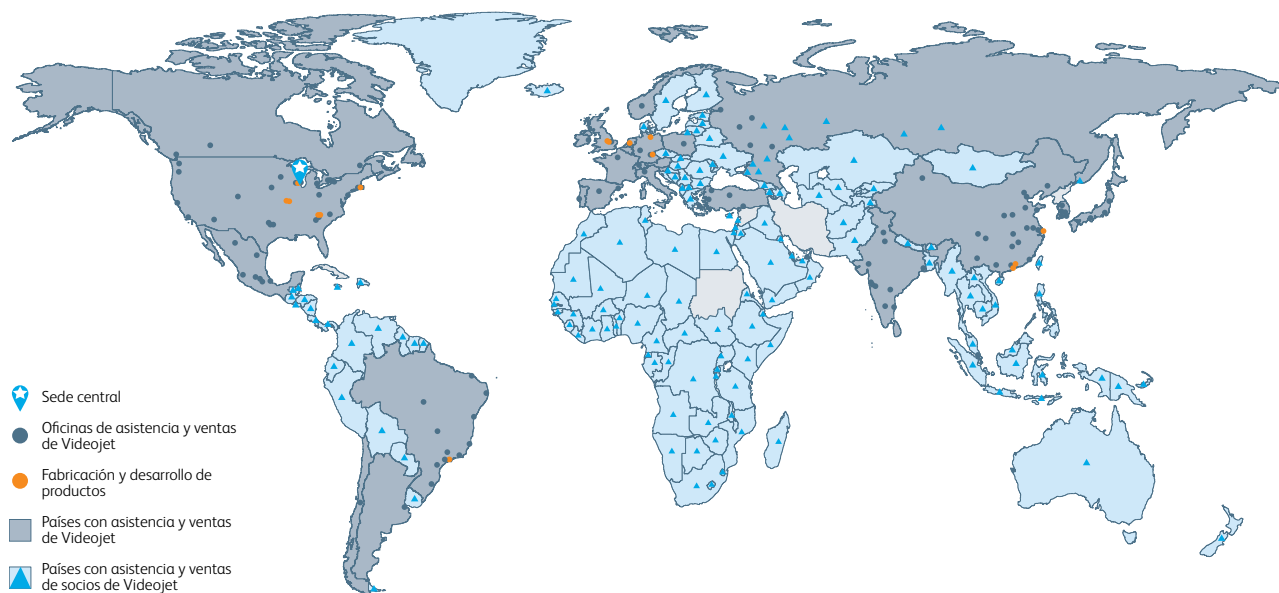 Sede central
Oficinas de asistencia y ventas
de Videojet
Fabricación y desarrollo de
productos
Países con asistencia y ventas
de Videojet
Países con asistencia y ventas
de socios de Videojet